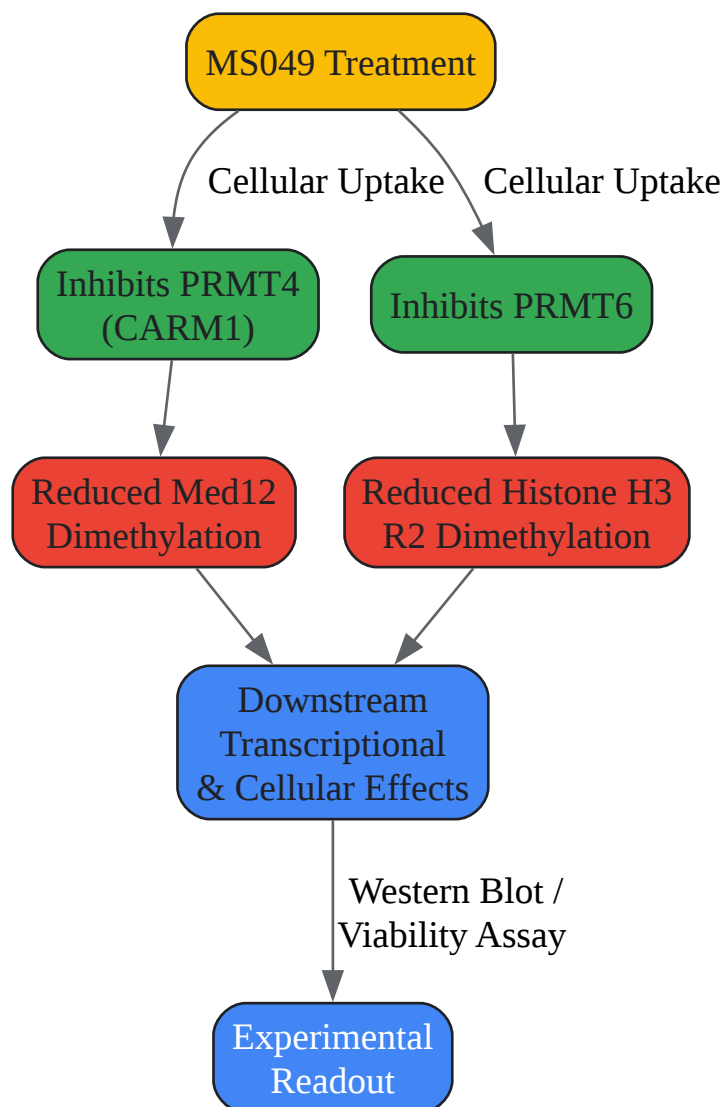 MS049 Treatment
Cellular Uptake
Cellular Uptake
Inhibits PRMT4
(CARM1)
Inhibits PRMT6
Reduced Med12
Dimethylation
Reduced Histone H3
R2 Dimethylation
Downstream
Transcriptional
& Cellular Effects
Western Blot /
Viability Assay
Experimental
Readout